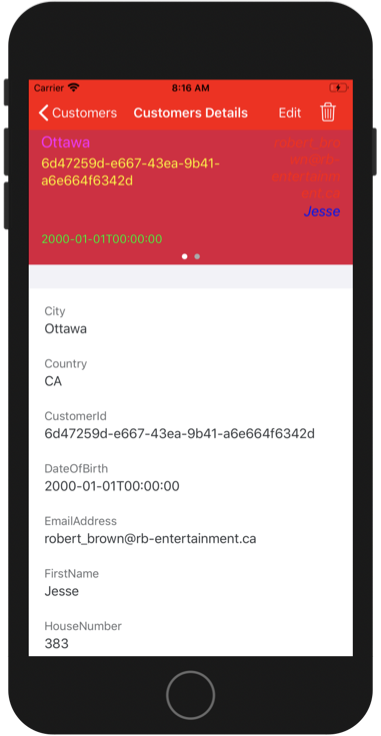 Carrier 8:16 AM
Customers Customers Details Edit
Ottawa
robert_bro
wn@rb-
entertainm
ent.ca
6d47259d-e667-43ea-9b41-
a6e664f6342d
Jesse
2000-01-01T00:00:00
City
Ottawa
Country
CA
CustomerId
6d47259d-e667-43ea-9b41-a6e664f6342d
DateOfBirth
2000-01-01T00:00:00
EmailAddress
robert_brown@rb-entertainment.ca
FirstName
Jesse
HouseNumber
383